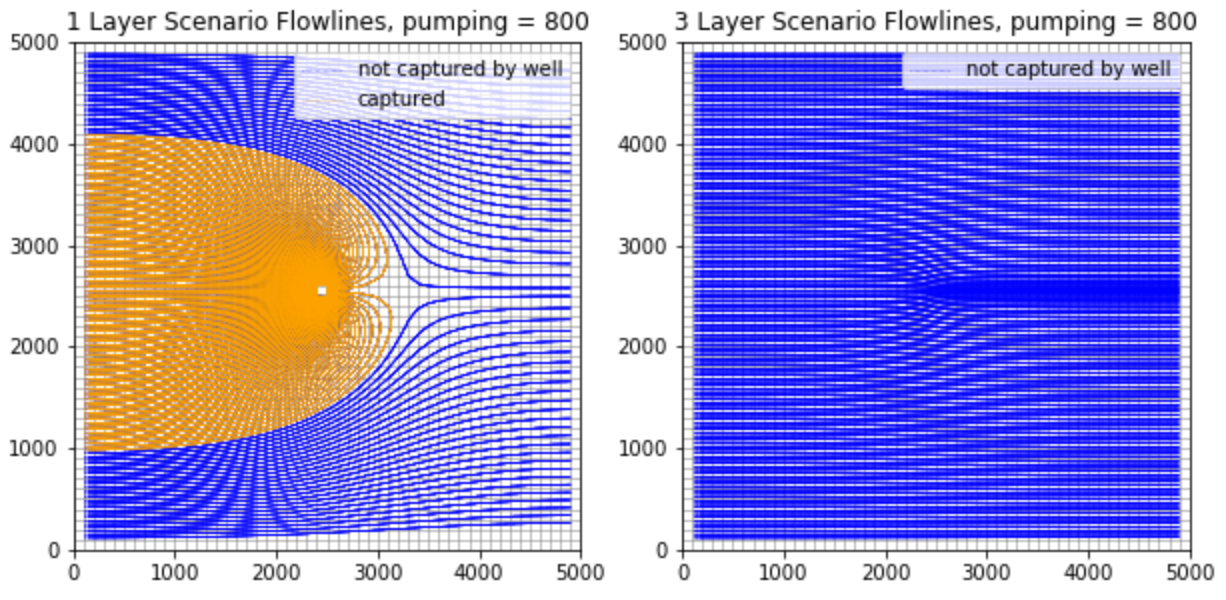 1 Layer Scenario Flowlines, pumping = 800
5000
4000
3000
2000
1000
0
0 1000 2000 3000 4000 5000
not captured by well
captured
3 Layer Scenario Flowlines, pumping = 800
5000
4000
3000
2000
1000
0
0 1000 2000 3000 4000 5000
not captured by well